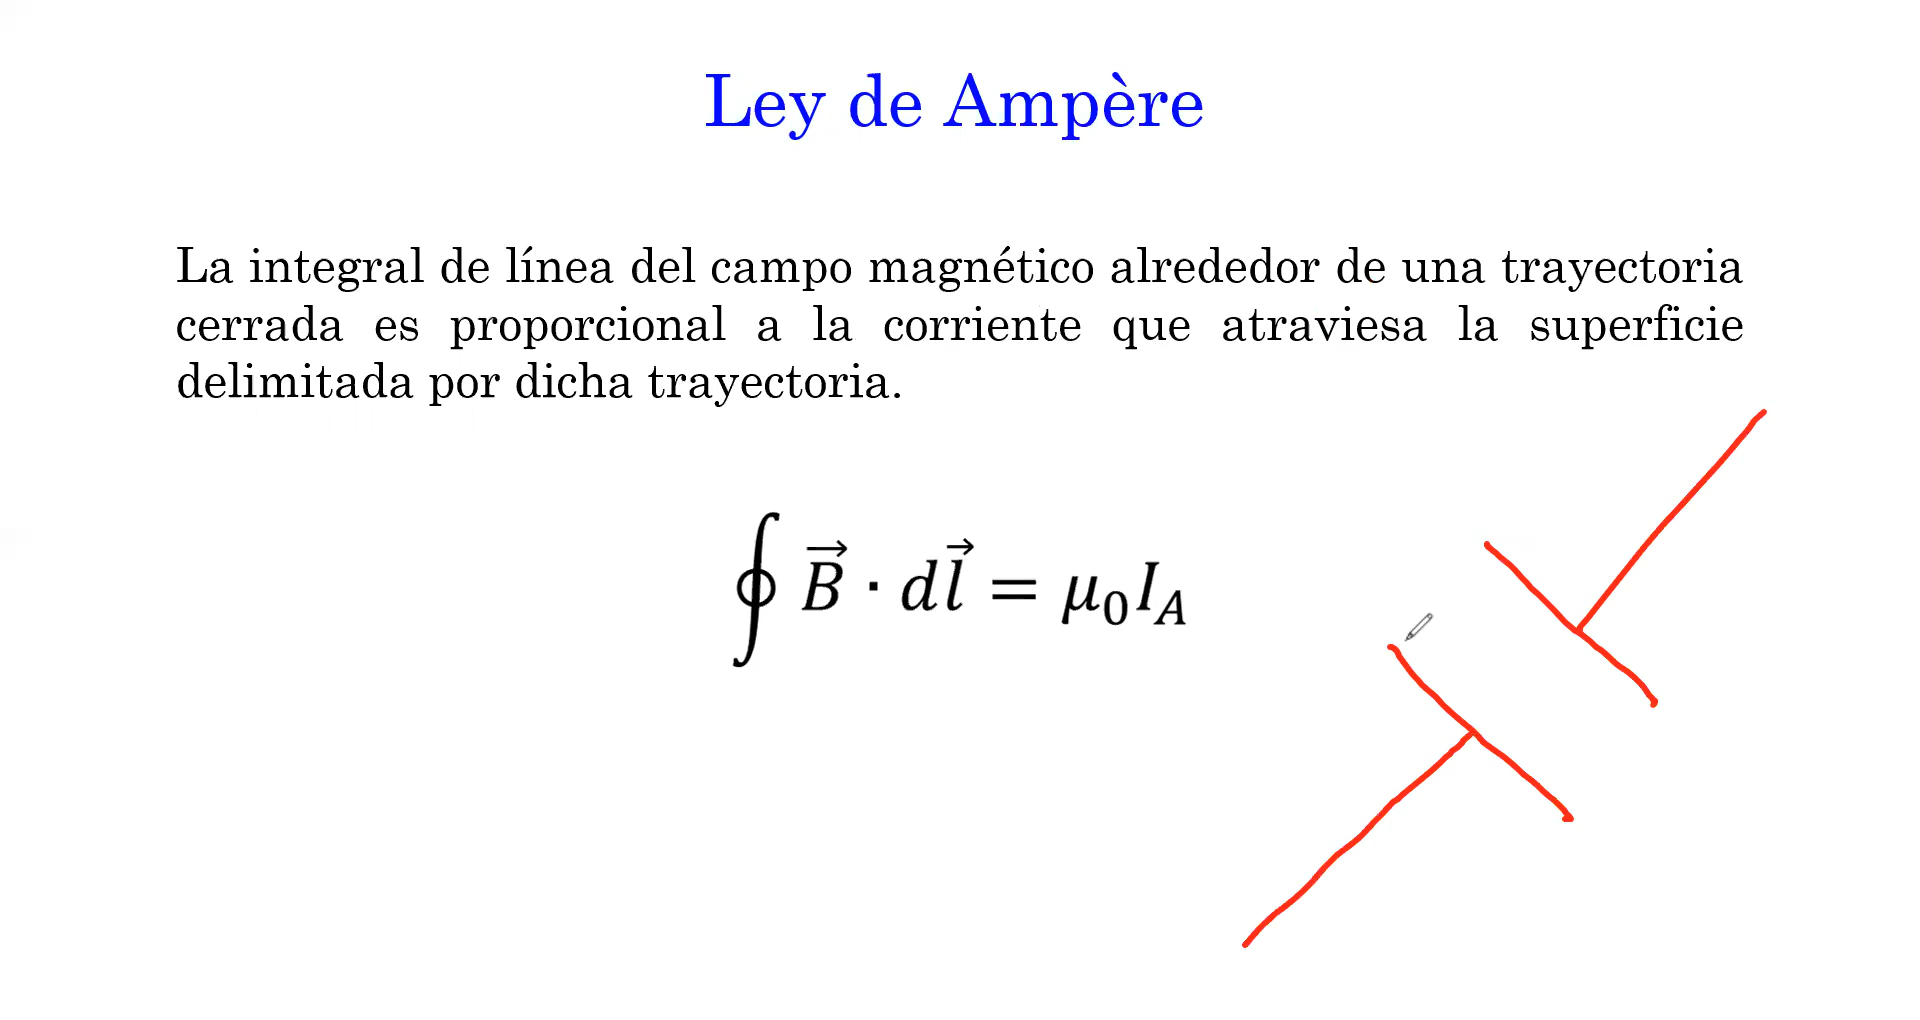 Ley de Ampère
La integral de línea del campo magnético alrededor de una trayectoria
cerrada es proporcional a la corriente que atraviesa la superficie
delimitada por dicha trayectoria.
∮ B⃗ · dl⃗ = μ₀I_A